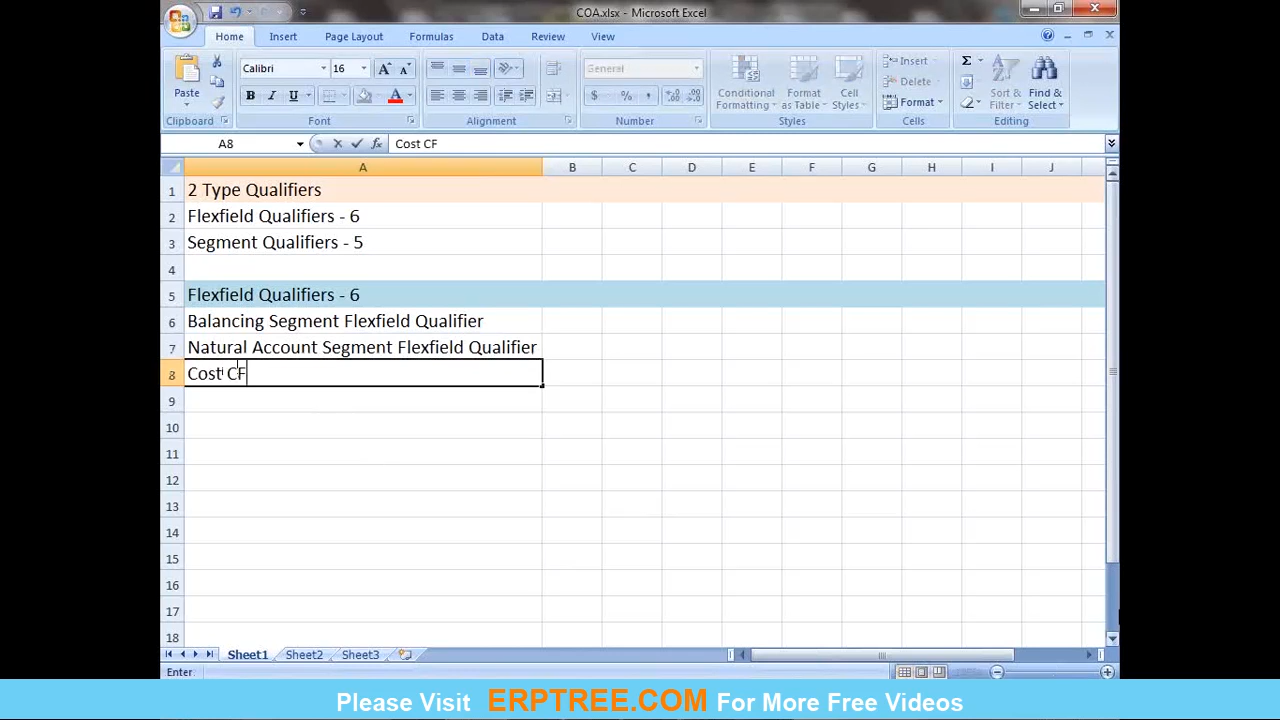 COA.xlsx - Microsoft Excel
Home Insert Page Layout Formulas Data Review View
Paste
Clipboard
Calibri 16
B I U A
Font
Alignment
General
$ % ,
Number
Conditional Formatting
Format as Table
Cell Styles
Styles
Insert
Delete
Format
Cells
Σ
Sort & Filter
Find & Select
Editing
A8 fx Cost CF
A B C D E F G H I J
1 2 Type Qualifiers
2 Flexfield Qualifiers - 6
3 Segment Qualifiers - 5
4
5 Flexfield Qualifiers - 6
6 Balancing Segment Flexfield Qualifier
7 Natural Account Segment Flexfield Qualifier
8 Cost CF
9
10
11
12
13
14
15
16
17
18
Sheet1 Sheet2 Sheet3
Enter
Please Visit ERPTREE.COM For More Free Videos